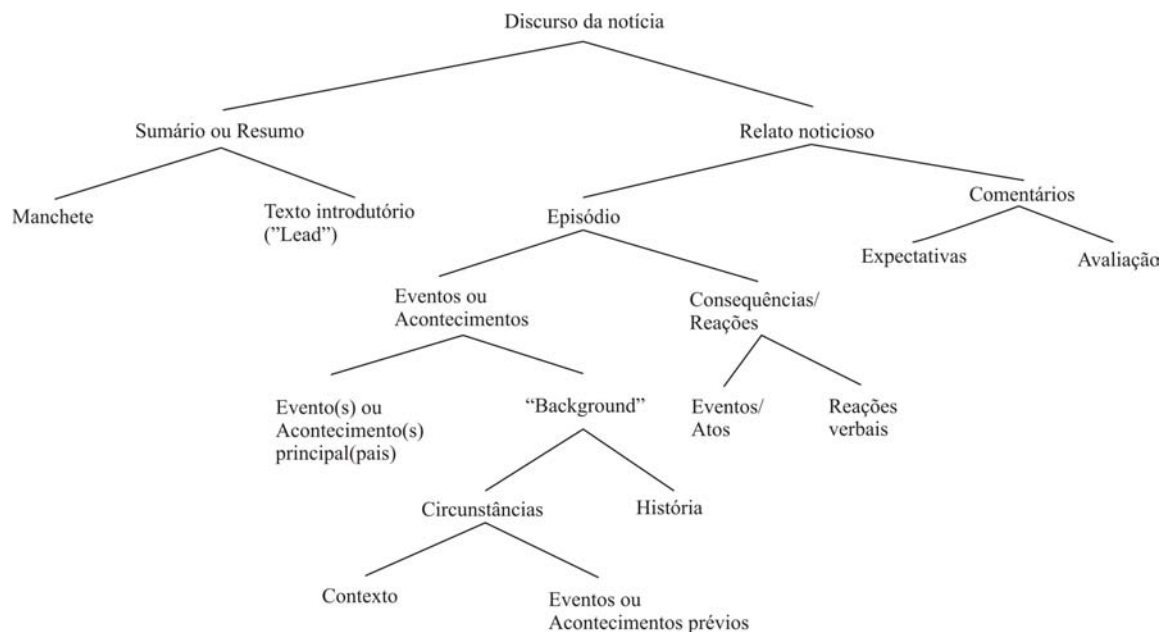 Discurso da notícia
Sumário ou Resumo
Relato noticioso
Manchete
Texto introdutório
(”Lead”)
Episódio
Comentários
Expectativas
Avaliação
Eventos ou
Acontecimentos
Consequências/
Reações
Evento(s) ou
Acontecimento(s)
principal(pais)
“Background”
Eventos/
Atos
Reações
verbais
Circunstâncias
História
Contexto
Eventos ou
Acontecimentos prévios